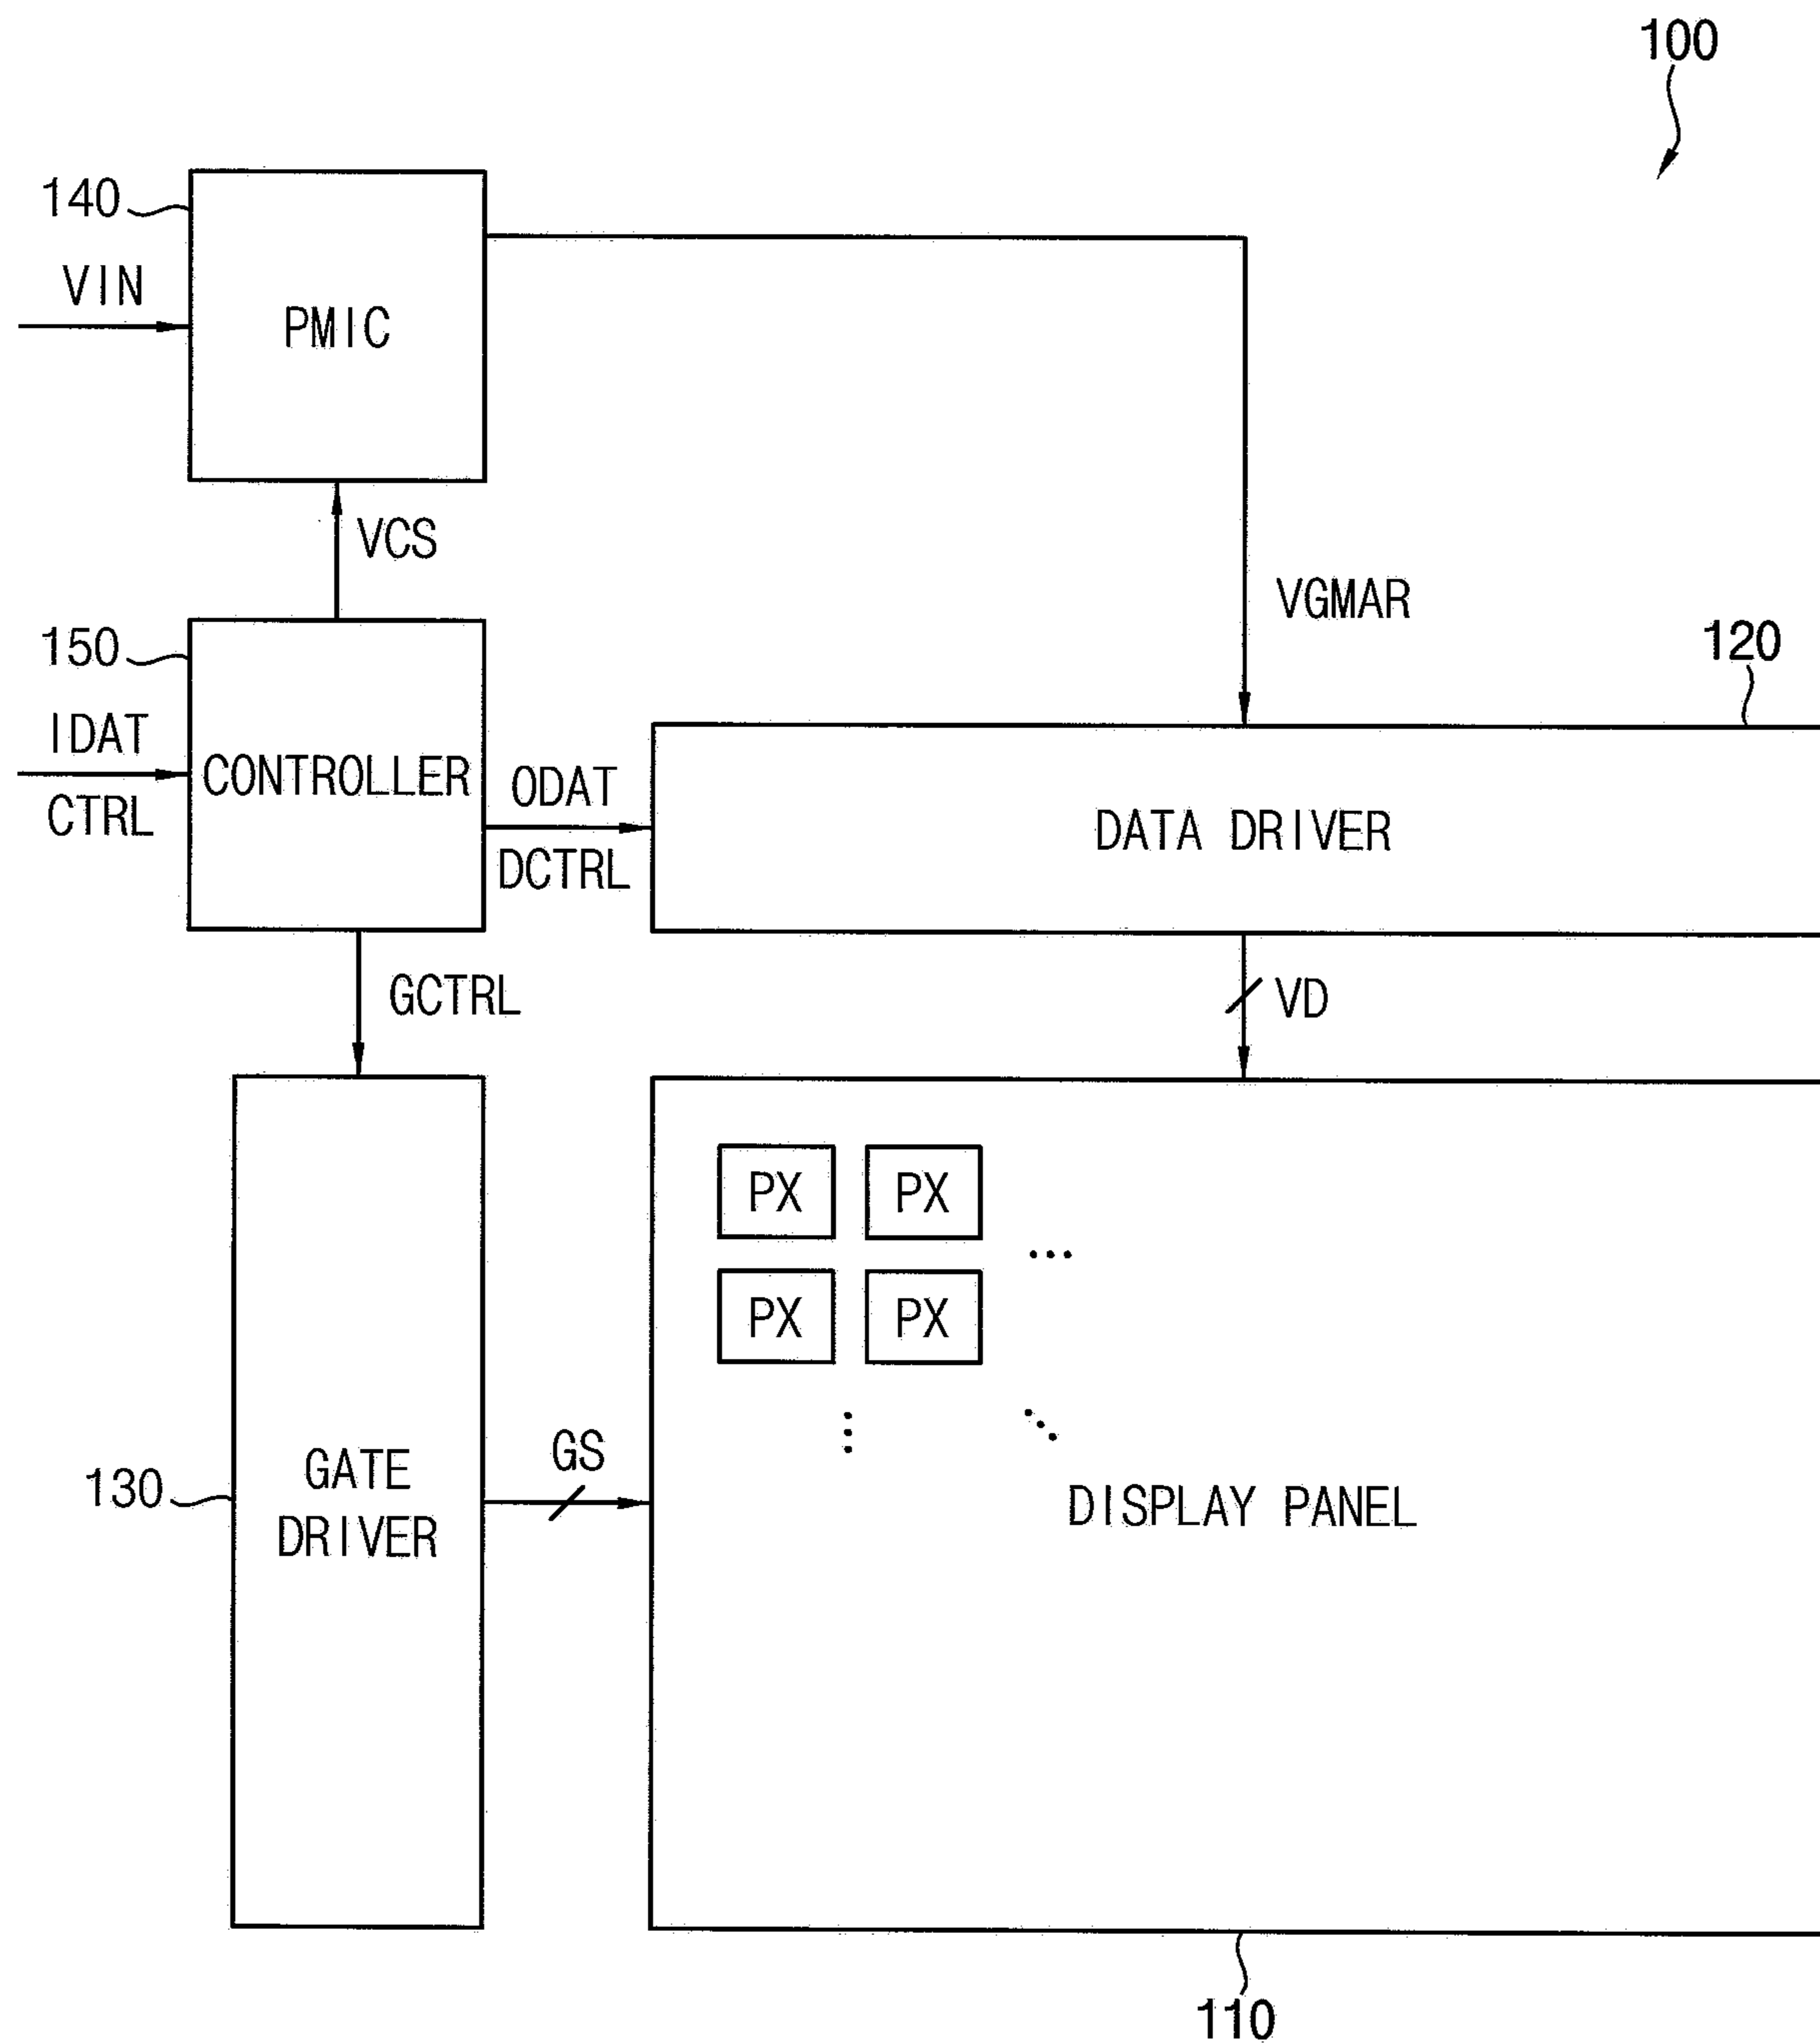 100
140
VIN
PMIC
VCS
VGMAR
150
120
IDAT
CONTROLLER
CTRL
ODAT
DCTRL
DATA DRIVER
GCTRL
VD
PX PX ...
PX PX
130
GATE
DRIVER
GS
DISPLAY PANEL
110